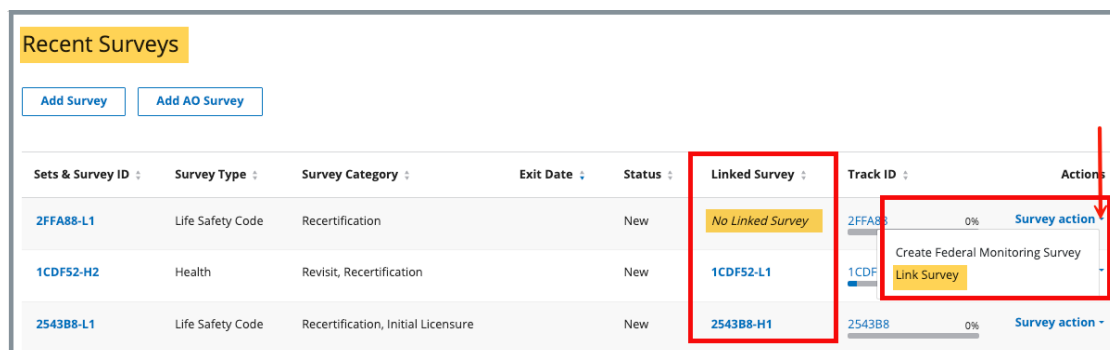 Recent Surveys
Add Survey Add AO Survey
Sets & Survey ID Survey Type Survey Category Exit Date Status Linked Survey Track ID Actions
2FFA88-L1 Life Safety Code Recertification New No Linked Survey 2FFA88 0% Survey action
Create Federal Monitoring Survey
1CDF52-H2 Health Revisit, Recertification New 1CDF52-L1 1CDF Link Survey
2543B8-L1 Life Safety Code Recertification, Initial Licensure New 2543B8-H1 2543B8 0% Survey action